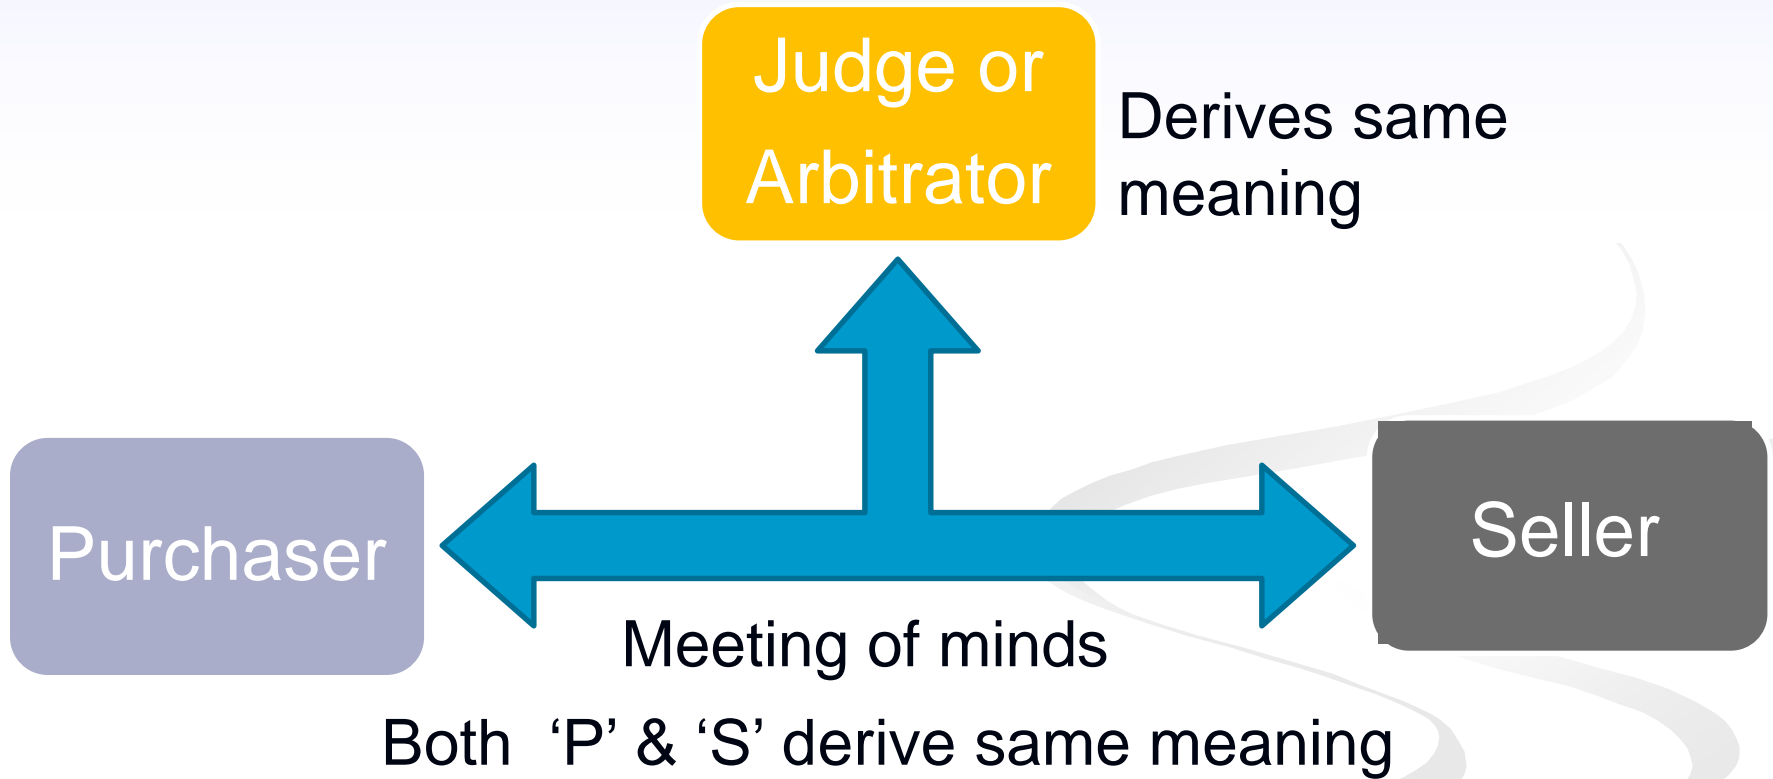 Judge or
Arbitrator
Derives same
meaning
Purchaser
Seller
Meeting of minds
Both ‘P’ & ‘S’ derive same meaning